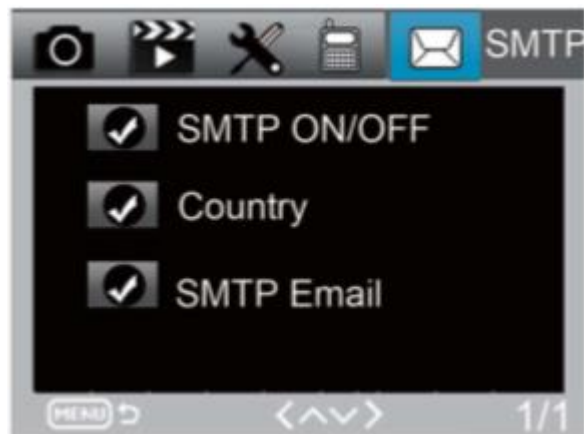 SMTP
SMTP ON/OFF
Country
SMTP Email
MENU 1/1